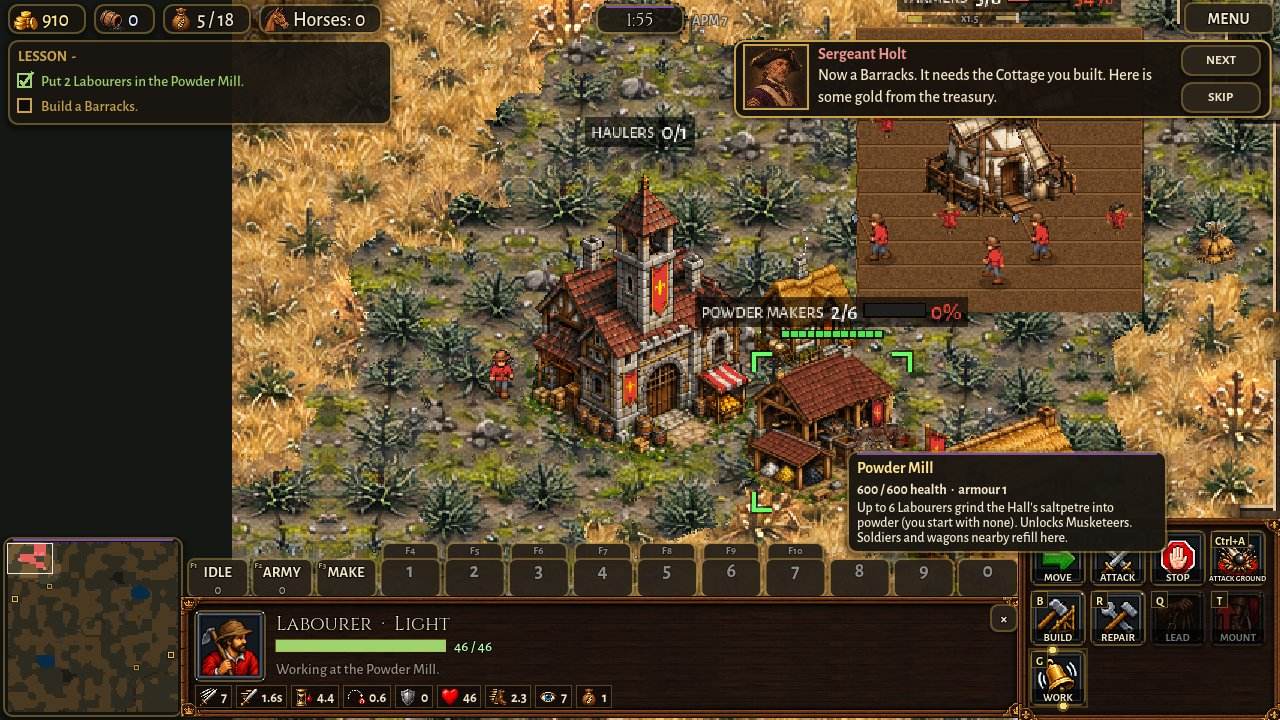 910
0
5 / 18
Horses: 0
1:55
APM 7
x1.5
MENU
LESSON -
Put 2 Labourers in the Powder Mill.
Build a Barracks.
Sergeant Holt
Now a Barracks. It needs the Cottage you built. Here is
some gold from the treasury.
NEXT
SKIP
HAULERS 0/1
POWDER MAKERS 2/6 0%
Powder Mill
600 / 600 health · armour 1
Up to 6 Labourers grind the Hall's saltpetre into
powder (you start with none). Unlocks Musketeers.
Soldiers and wagons nearby refill here.
F1 IDLE 0
F2 ARMY 0
F3 MAKE
F4 1
F5 2
F6 3
F7 4
F8 5
F9 6
F10 7
8
9
0
LABOURER · LIGHT
46 / 46
Working at the Powder Mill.
7
1.6s
4.4
0.6
0
46
2.3
7
1
×
MOVE
ATTACK
STOP
Ctrl+A
ATTACK GROUND
B
BUILD
R
REPAIR
Q
LEAD
T
MOUNT
G
WORK